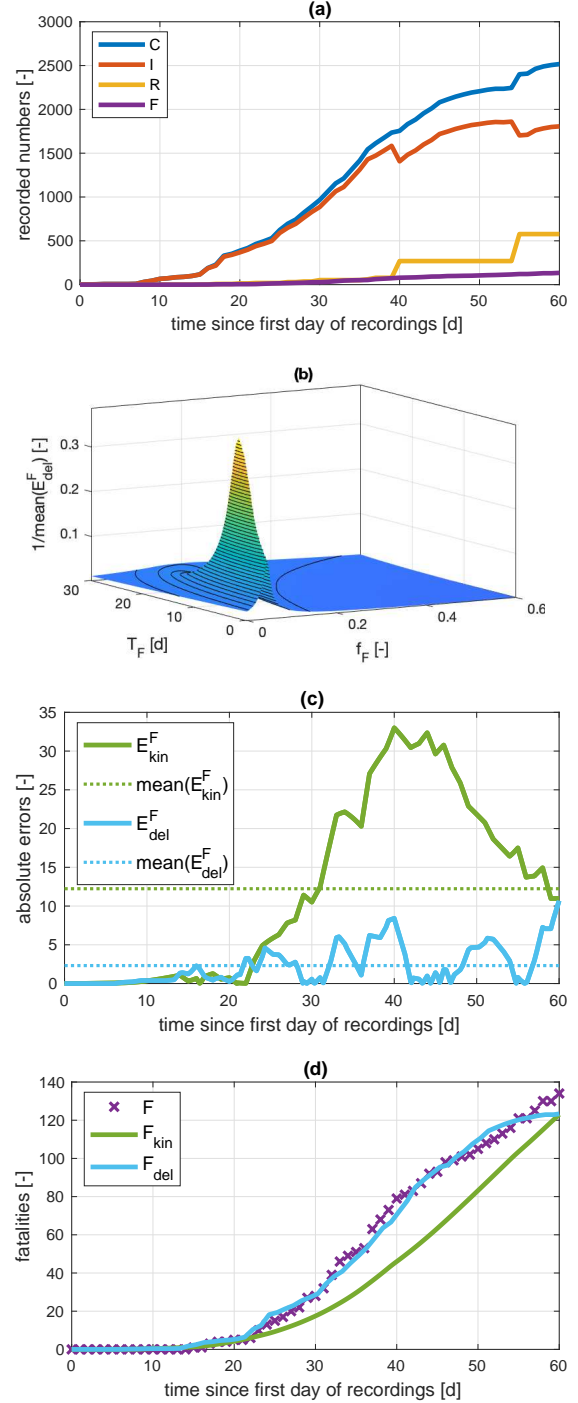 (a)
recorded numbers [-]
3000
2500
2000
1500
1000
500
0
C
I
R
F
0 10 20 30 40 50 60
time since first day of recordings [d]
(b)
1/mean(E^F_del) [-]
0.3
0.2
0.1
30 20 10 0
T_F [d]
0 0.2 0.4 0.6
f_F [-]
(c)
absolute errors [-]
35
30
25
20
15
10
5
0
E^F_kin
mean(E^F_kin)
E^F_del
mean(E^F_del)
0 10 20 30 40 50 60
time since first day of recordings [d]
(d)
fatalities [-]
140
120
100
80
60
40
20
0
F
F_kin
F_del
0 10 20 30 40 50 60
time since first day of recordings [d]